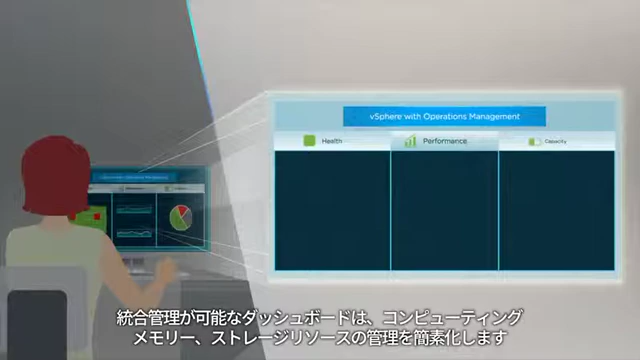 vSphere with Operations Management
Health
Performance
Capacity
統合管理が可能なダッシュボードは、コンピューティング
メモリー、ストレージリソースの管理を簡素化します